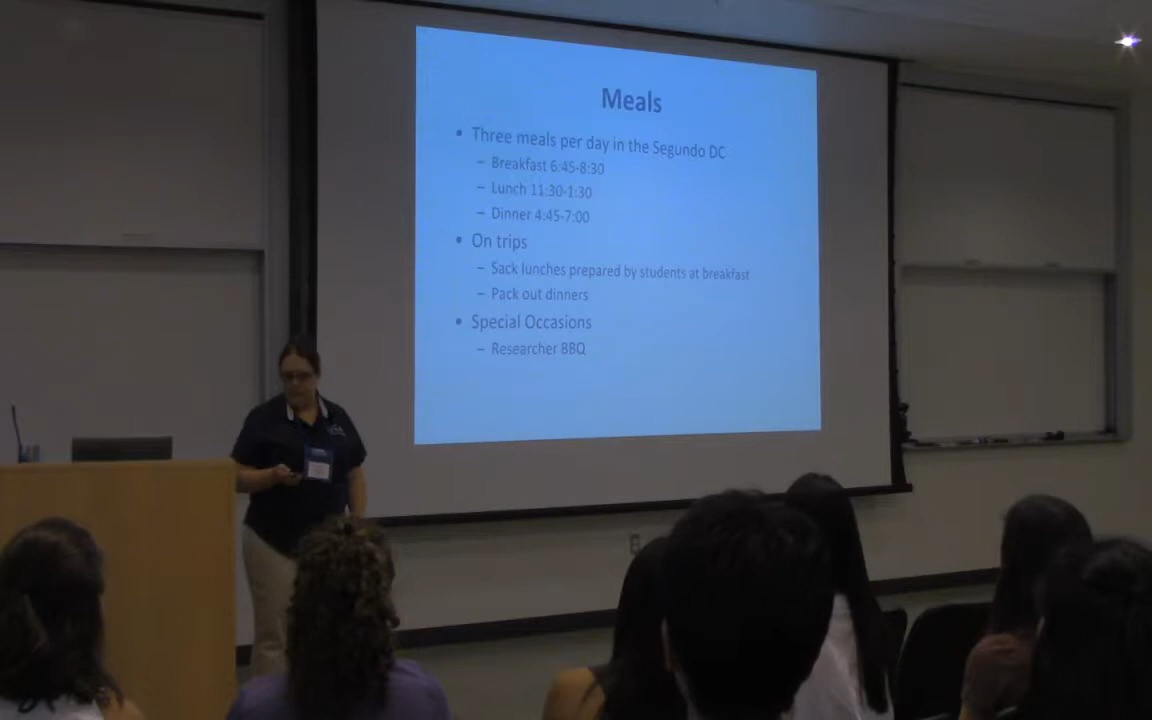 Meals
• Three meals per day in the Segundo DC
– Breakfast 6:45-8:30
– Lunch 11:30-1:30
– Dinner 4:45-7:00
• On trips
– Sack lunches prepared by students at breakfast
– Pack out dinners
• Special Occasions
– Researcher BBQ